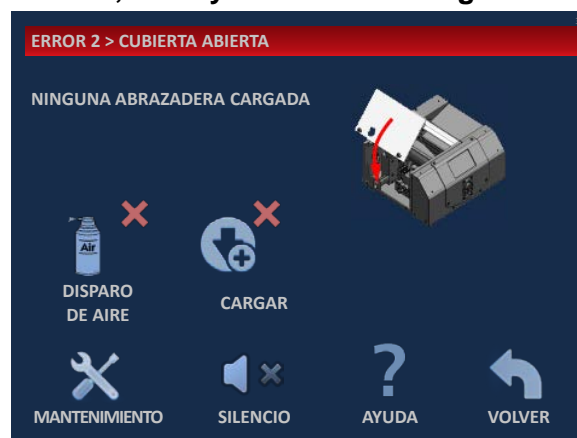 ERROR 2 > CUBIERTA ABIERTA
NINGUNA ABRAZADERA CARGADA
Air
DISPARO
DE AIRE
CARGAR
MANTENIMIENTO
SILENCIO
AYUDA
VOLVER